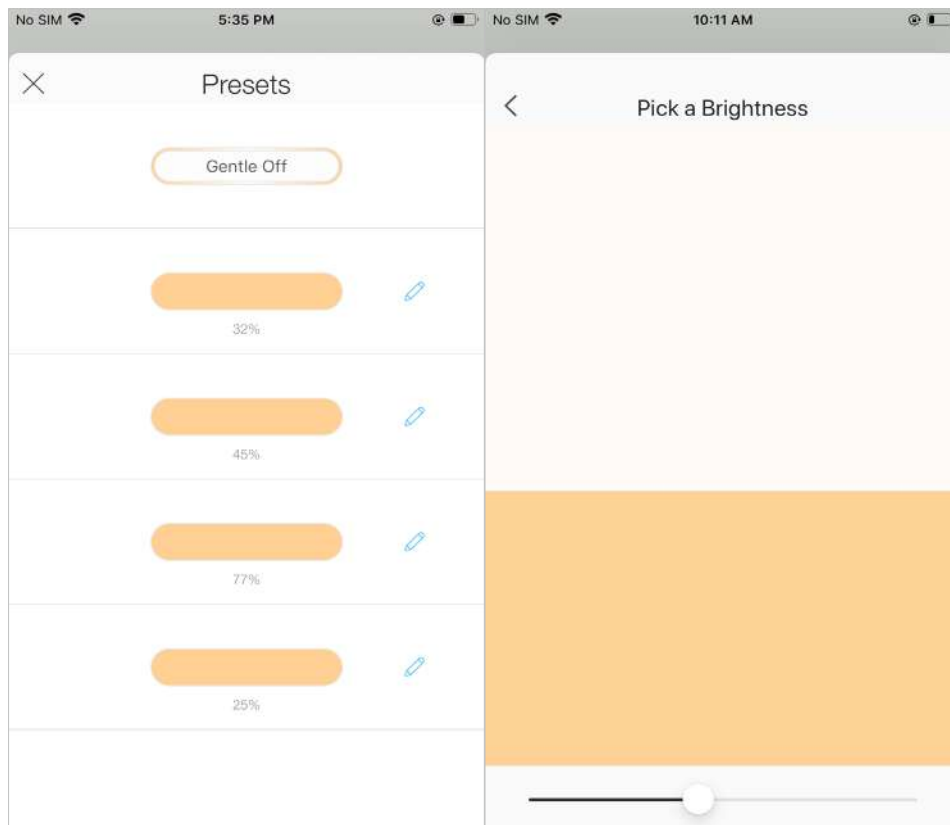 No SIM 5:35 PM
Presets
Gentle Off
32%
45%
77%
25%
No SIM 10:11 AM
Pick a Brightness